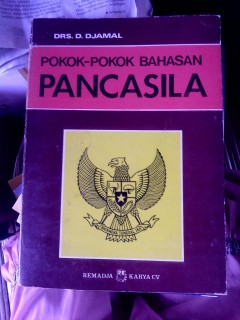 DRS. D. DJAMAL
POKOK-POKOK BAHASAN
PANCASILA
REMADJA KARYA CV